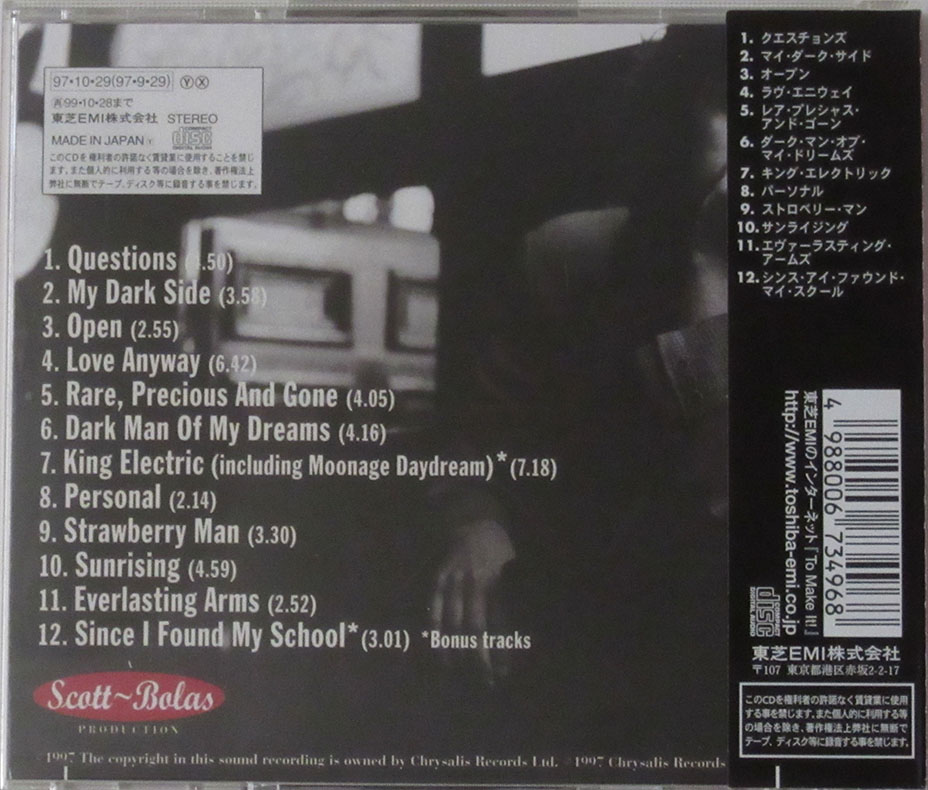 97・10・29(97・9・29) Ⓨ Ⓧ
再99・10・28まで
東芝EMI株式会社 STEREO
MADE IN JAPAN
COMPACT disc DIGITAL AUDIO
このCDを権利者の許諾なく賃貸業に使用することを禁じ
ます。また個人的に利用する等の場合を除き、著作権法上
弊社に無断でテープ、ディスク等に録音する事を禁じます。
1. Questions
2. My Dark Side (3.58)
3. Open (2.55)
4. Love Anyway (6.42)
5. Rare, Precious And Gone (4.05)
6. Dark Man Of My Dreams (4.16)
7. King Electric (including Moonage Daydream)* (7.18)
8. Personal (2.14)
9. Strawberry Man (3.30)
10. Sunrising (4.59)
11. Everlasting Arms (2.52)
12. Since I Found My School* (3.01) *Bonus tracks
Scott~Bolas
PRODUCTION
1997 The copyright in this sound recording is owned by Chrysalis Records Ltd. 1997 Chrysalis Records
1. クエスチョンズ
2. マイ・ダーク・サイド
3. オープン
4. ラヴ・エニウェイ
5. レア・プレシャス・
アンド・ゴーン
6. ダーク・マン・オブ・
マイ・ドリームズ
7. キング・エレクトリック
8. パーソナル
9. ストロベリー・マン
10. サンライジング
11. エヴァーラスティング・
アームズ
12. シンス・アイ・ファウンド・
マイ・スクール
東芝EMIのインターネット『To Make It!』
http://www.toshiba-emi.co.jp
4 988006 734968
COMPACT disc DIGITAL AUDIO
東芝EMI株式会社
〒107 東京都港区赤坂2-2-17
このCDを権利者の許諾なく賃貸業に使用
する事を禁じます。また個人的に利用する等
の場合を除き、著作権法上弊社に無断で
テープ、ディスク等に録音する事を禁じます。